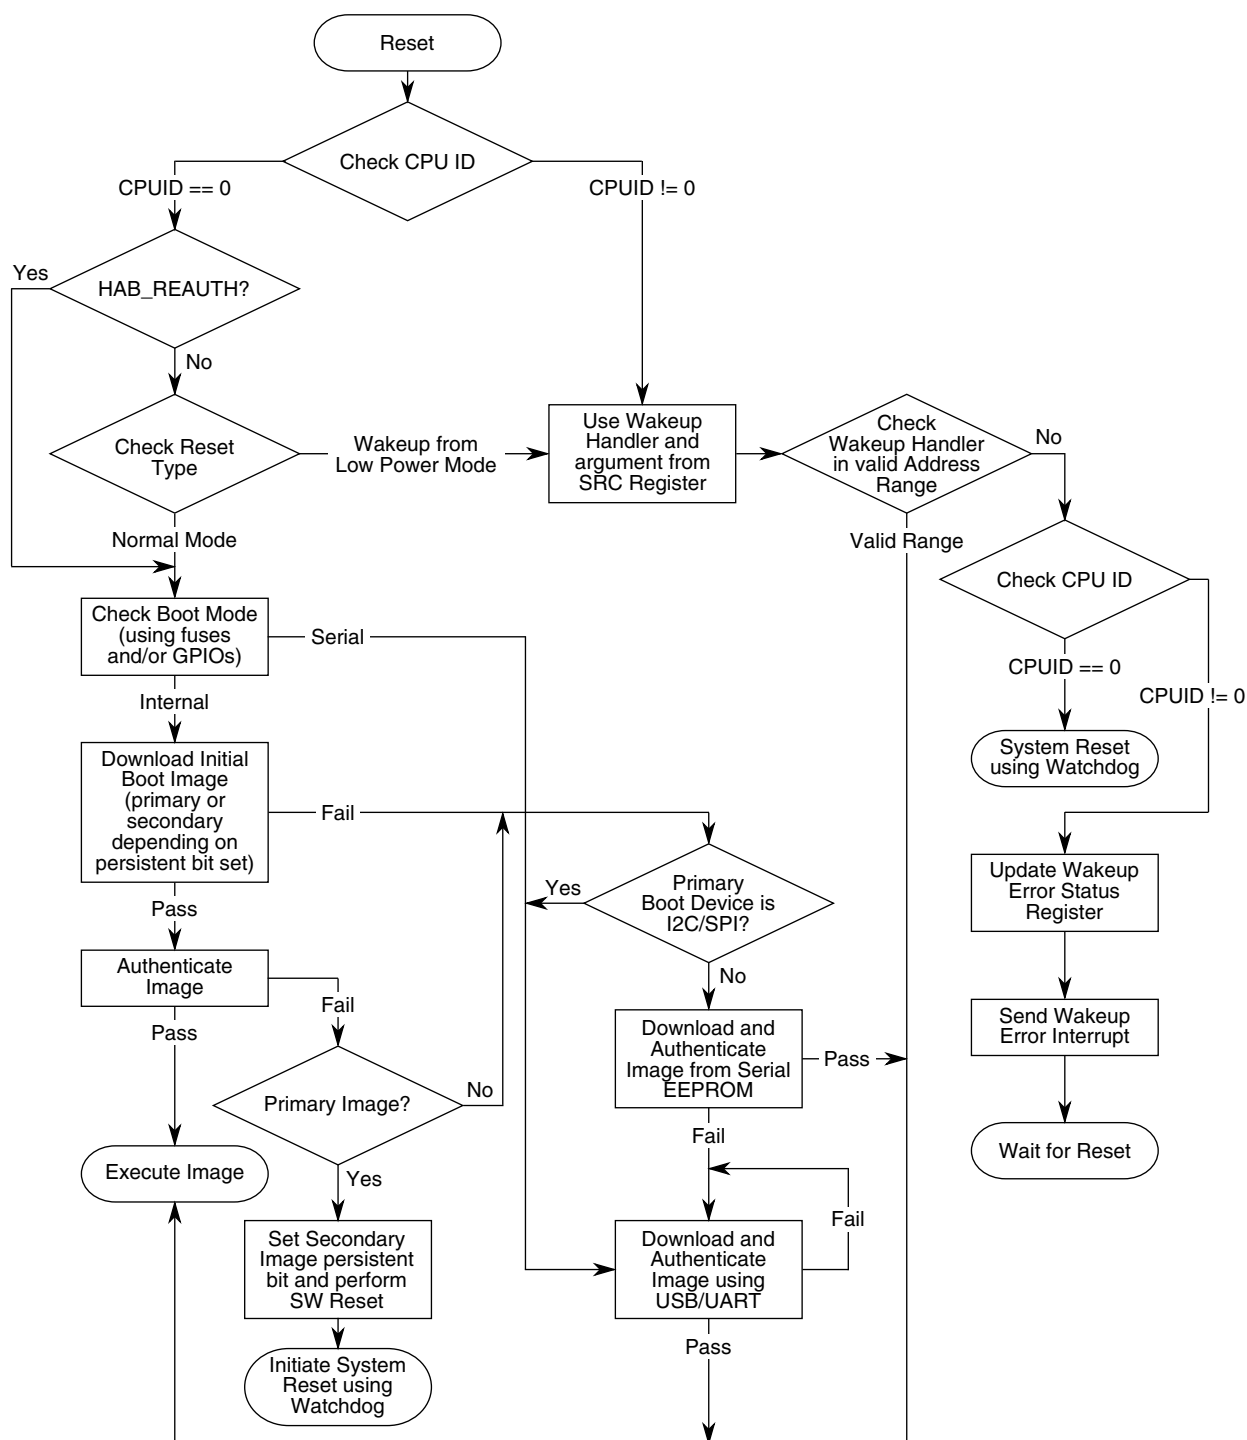 Reset
Check CPU ID
CPUID == 0
CPUID != 0
Yes
HAB_REAUTH?
No
Check Reset
Type
Wakeup from
Low Power Mode
Use Wakeup
Handler and
argument from
SRC Register
Check
Wakeup Handler
in valid Address
Range
No
Normal Mode
Valid Range
Check CPU ID
Check Boot Mode
(using fuses
and/or GPIOs)
Serial
CPUID == 0
CPUID != 0
Internal
System Reset
using Watchdog
Download Initial
Boot Image
(primary or
secondary
depending on
persistent bit set)
Fail
Update Wakeup
Error Status
Register
Yes
Primary
Boot Device is
I2C/SPI?
Pass
No
Authenticate
Image
Fail
Send Wakeup
Error Interrupt
Pass
Download and
Authenticate
Image from Serial
EEPROM
Pass
Primary Image?
No
Fail
Wait for Reset
Execute Image
Yes
Fail
Set Secondary
Image persistent
bit and perform
SW Reset
Download and
Authenticate
Image using
USB/UART
Pass
Initiate System
Reset using
Watchdog